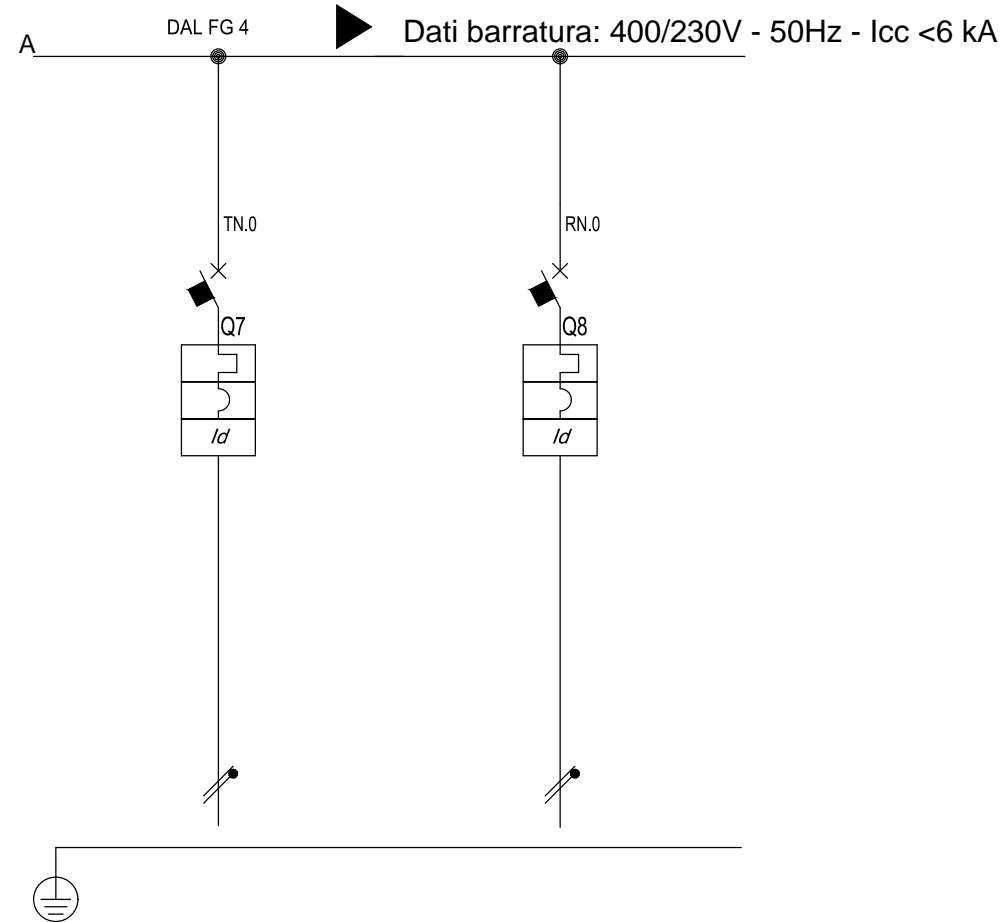 DAL FG 4
Dati barratura: 400/230V - 50Hz - Icc <6 kA
A
TN.0
RN.0
Q7
Q8
Id
Id